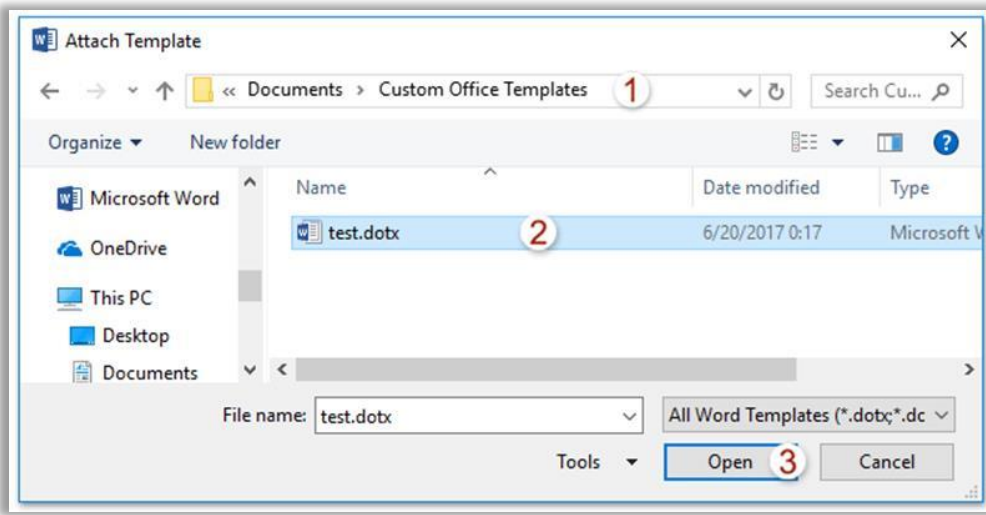 Attach Template
« Documents > Custom Office Templates 1 Search Cu...
Organize New folder ?
Name Date modified Type
Microsoft Word
test.dotx 2 6/20/2017 0:17 Microsoft W
OneDrive
This PC
Desktop
Documents
File name: test.dotx All Word Templates (*.dotx;*.dc
Tools Open 3 Cancel